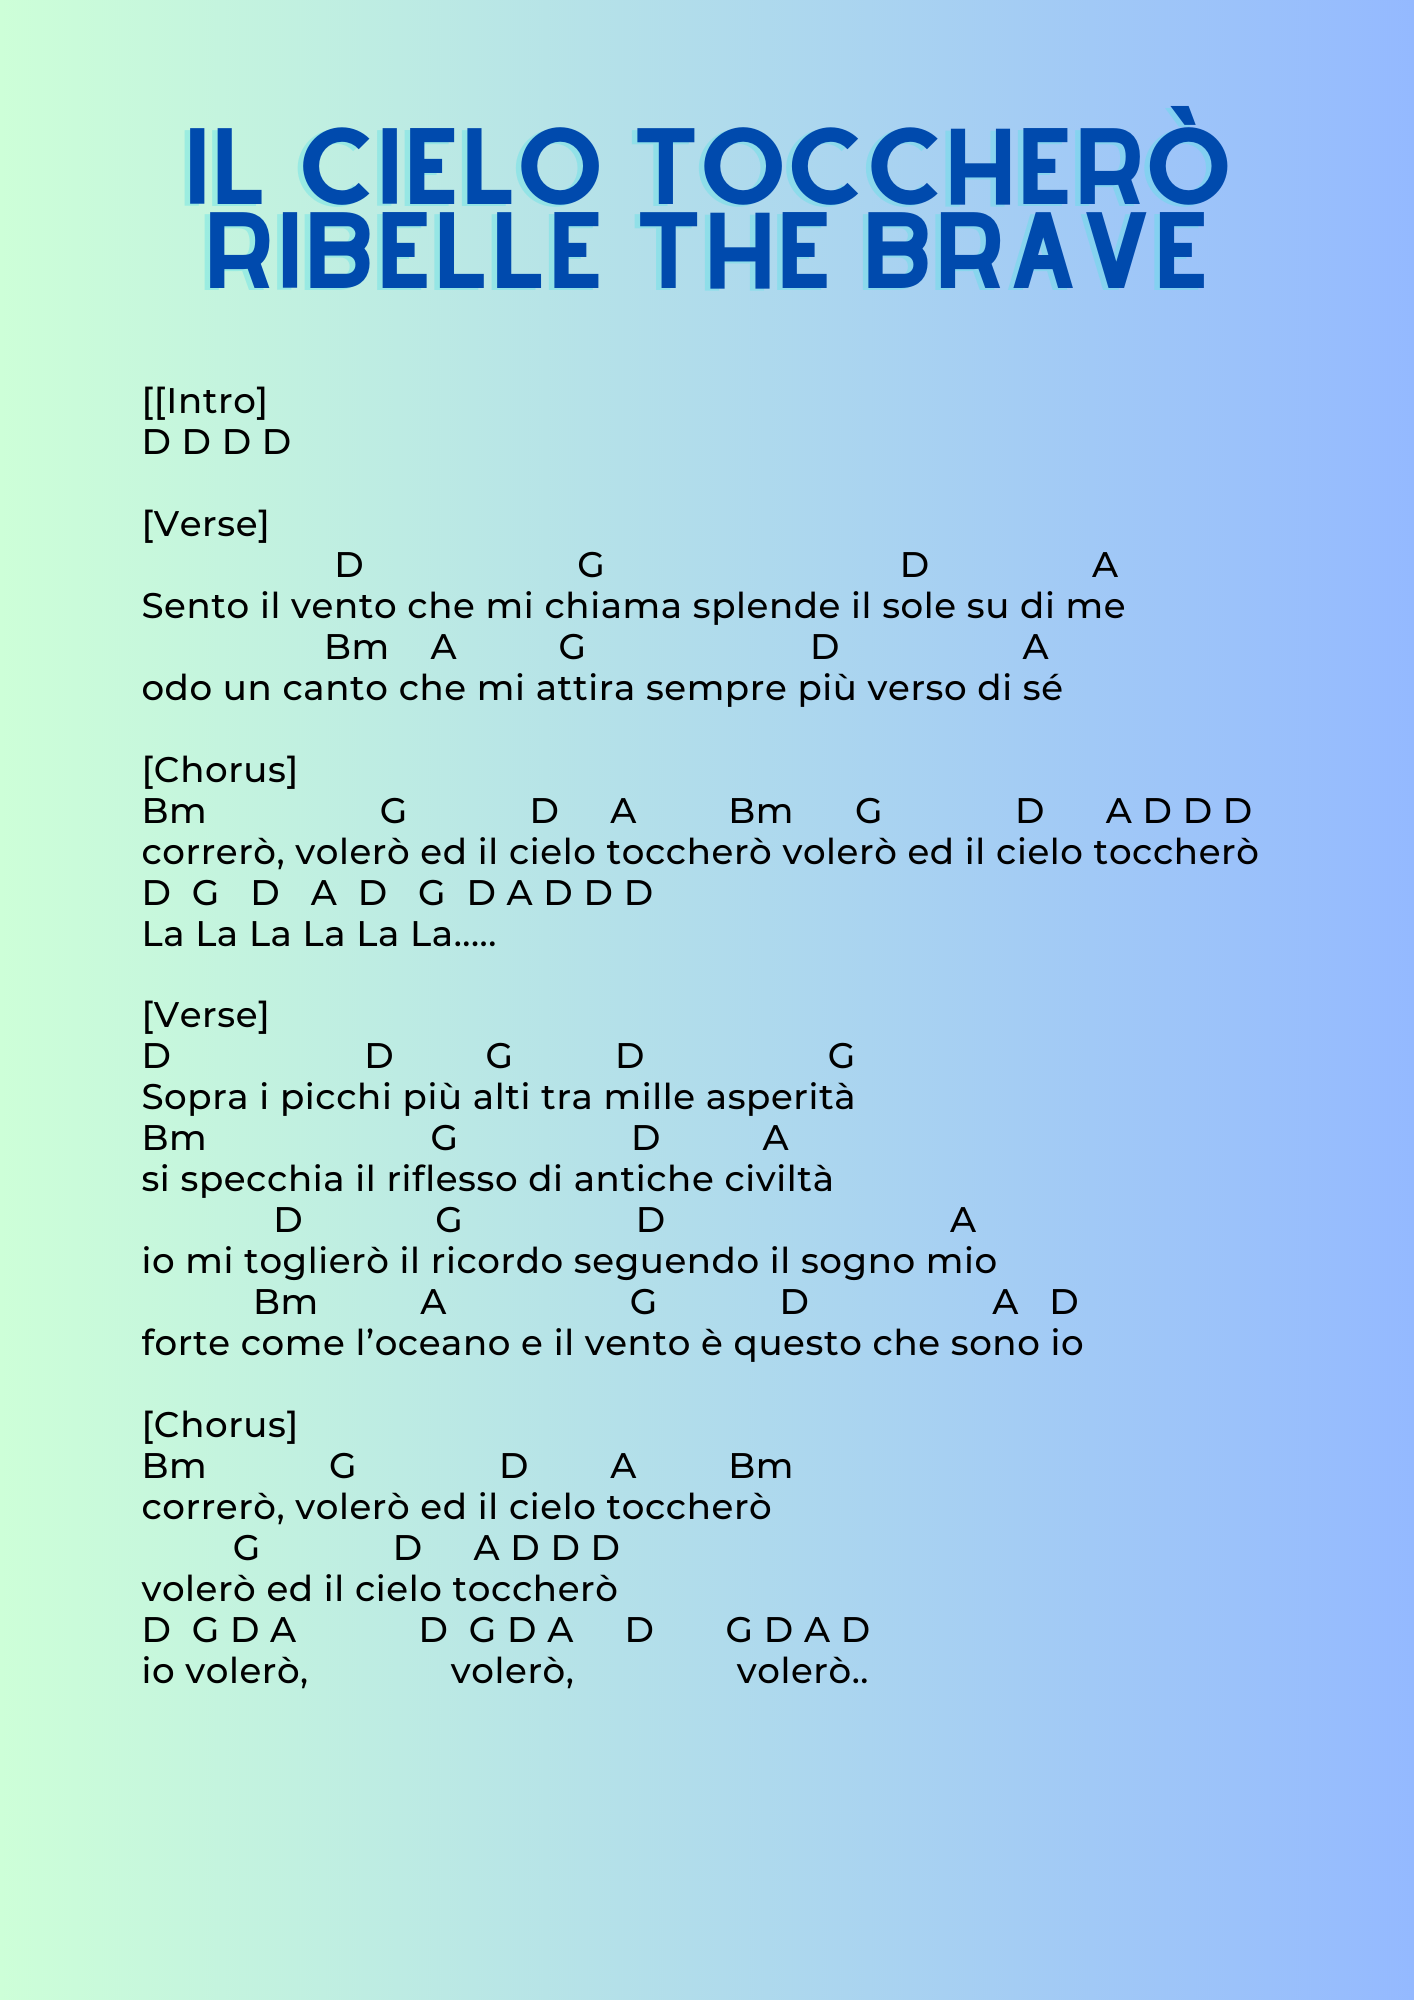 IL CIELO TOCCHERÒ
RIBELLE THE BRAVE
[[Intro]
D D D D
[Verse]
D G D A
Sento il vento che mi chiama splende il sole su di me
Bm A G D A
odo un canto che mi attira sempre più verso di sé
[Chorus]
Bm G D A Bm G D A D D D
correrò, volerò ed il cielo toccherò volerò ed il cielo toccherò
D G D A D G D A D D D
La La La La La La.....
[Verse]
D D G D G
Sopra i picchi più alti tra mille asperità
Bm G D A
si specchia il riflesso di antiche civiltà
D G D A
io mi toglierò il ricordo seguendo il sogno mio
Bm A G D A D
forte come l’oceano e il vento è questo che sono io
[Chorus]
Bm G D A Bm
correrò, volerò ed il cielo toccherò
G D A D D D
volerò ed il cielo toccherò
D G D A D G D A D G D A D
io volerò, volerò, volerò..